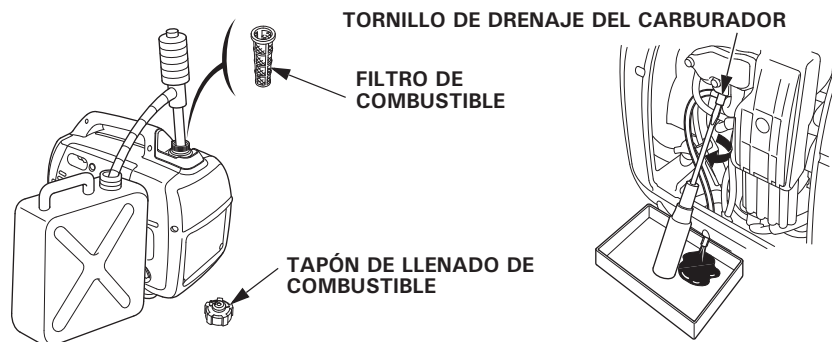 TORNILLO DE DRENAJE DEL CARBURADOR
FILTRO DE
COMBUSTIBLE
TAPÓN DE LLENADO DE
COMBUSTIBLE